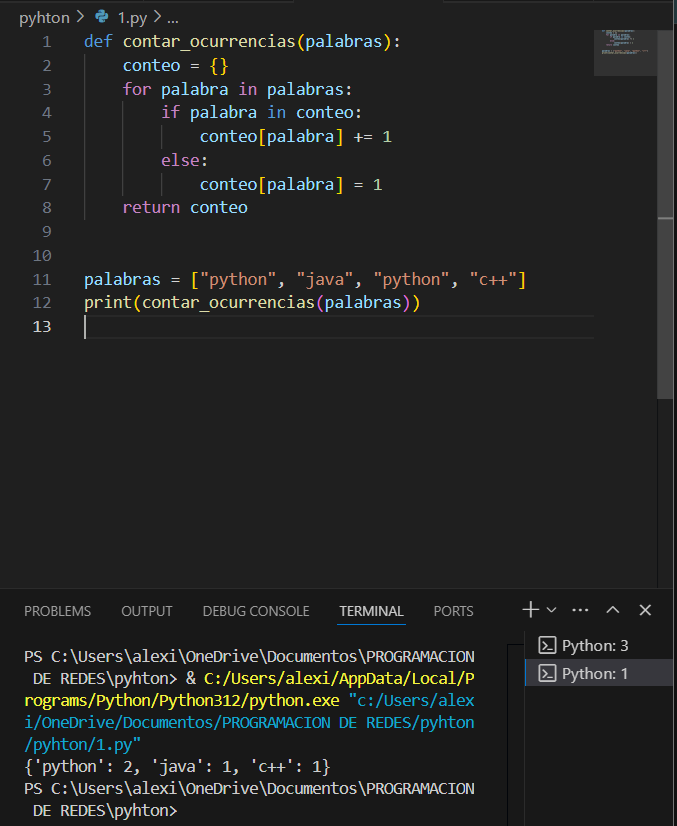 pyhton > 1.py > ...
1 def contar_ocurrencias(palabras):
2 conteo = {}
3 for palabra in palabras:
4 if palabra in conteo:
5 conteo[palabra] += 1
6 else:
7 conteo[palabra] = 1
8 return conteo
9
10
11 palabras = ["python", "java", "python", "c++"]
12 print(contar_ocurrencias(palabras))
13
PROBLEMS OUTPUT DEBUG CONSOLE TERMINAL PORTS
PS C:\Users\alexi\OneDrive\Documentos\PROGRAMACION
DE REDES\pyhton> & C:/Users/alexi/AppData/Local/P
rograms/Python/Python312/python.exe "c:/Users/alex
i/OneDrive/Documentos/PROGRAMACION DE REDES/pyhton
/pyhton/1.py"
{'python': 2, 'java': 1, 'c++': 1}
PS C:\Users\alexi\OneDrive\Documentos\PROGRAMACION
DE REDES\pyhton>
Python: 3
Python: 1